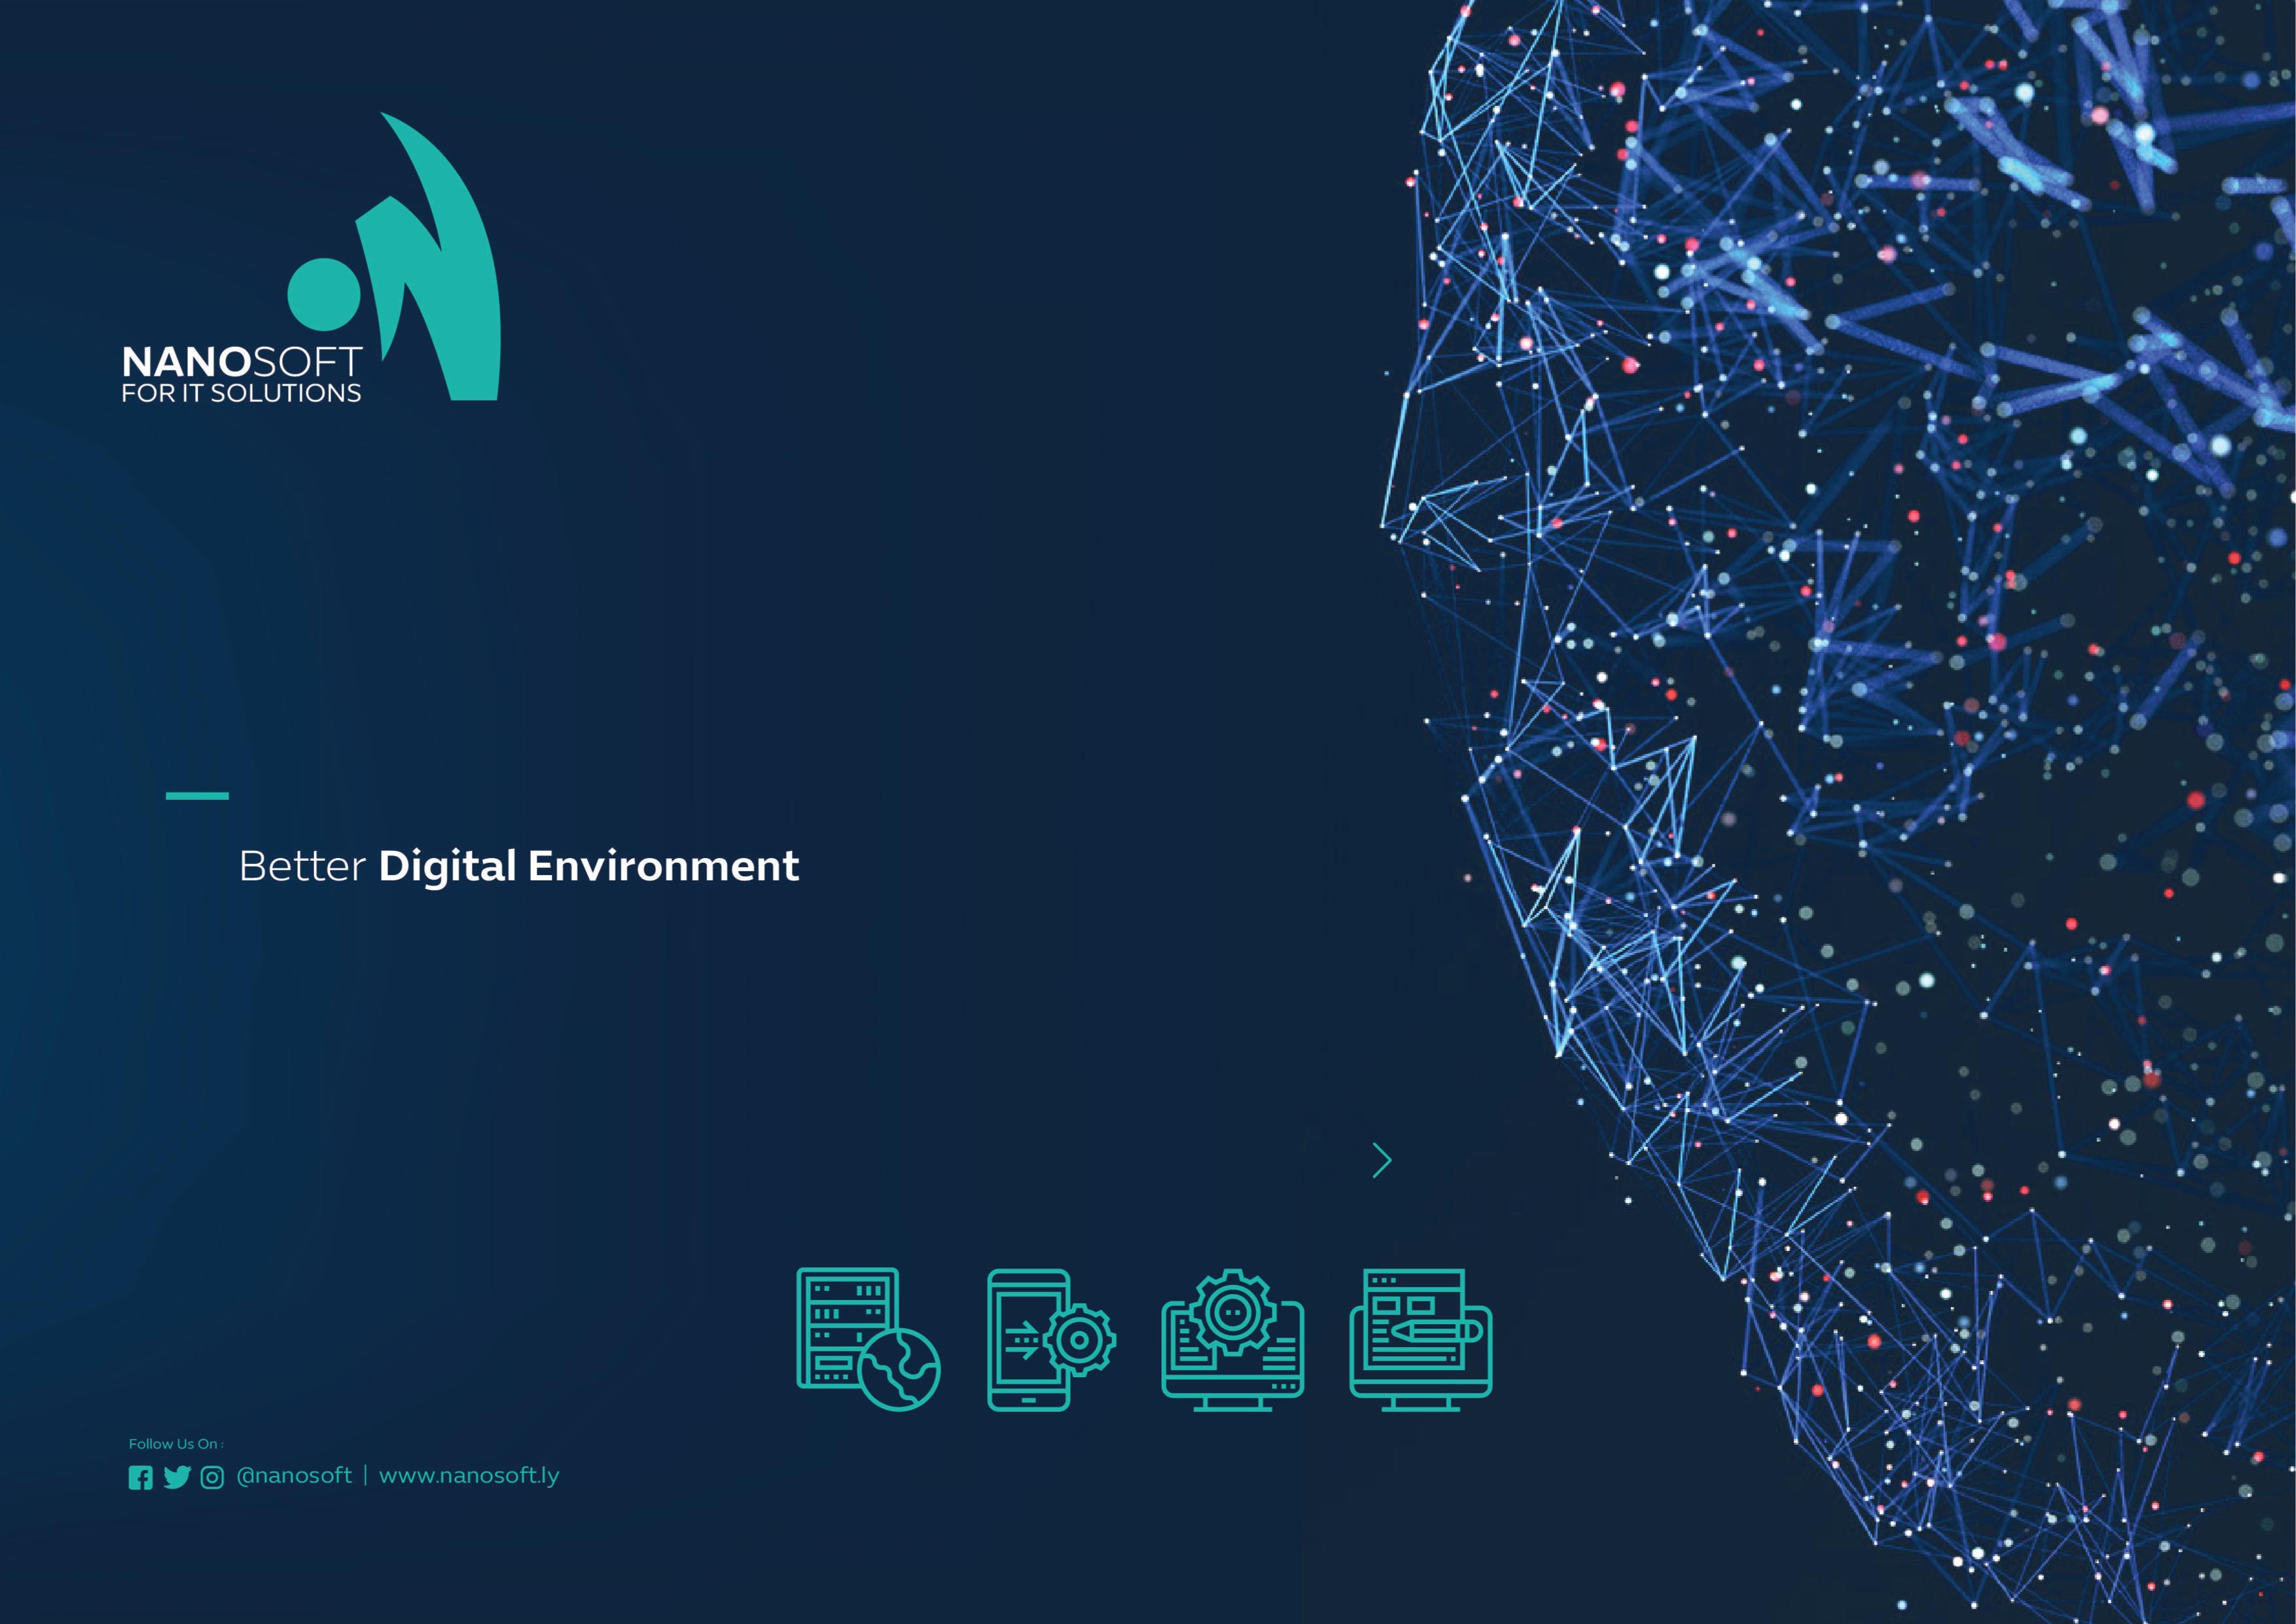 NANOSOFT
FOR IT SOLUTIONS
Better Digital Environment
Follow Us On :
@nanosoft | www.nanosoft.ly